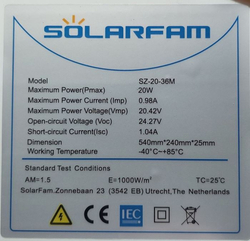 SOLARFAM
Model SZ-20-36M
Maximum Power(Pmax) 20W
Maximum Power Current (Imp) 0.98A
Maximum Power Voltage(Vmp) 20.42V
Open-circuit Voltage (Voc) 24.27V
Short-circuit Current(Isc) 1.04A
Dimension 540mm*240mm*25mm
Working Temperature -40°C~+85°C
Standard Test Conditions
AM=1.5 E=1000W/m² TC=25°C
SolarFam.Zonnebaan 23 (3542 EB) Utrecht,The Netherlands
CE IEC